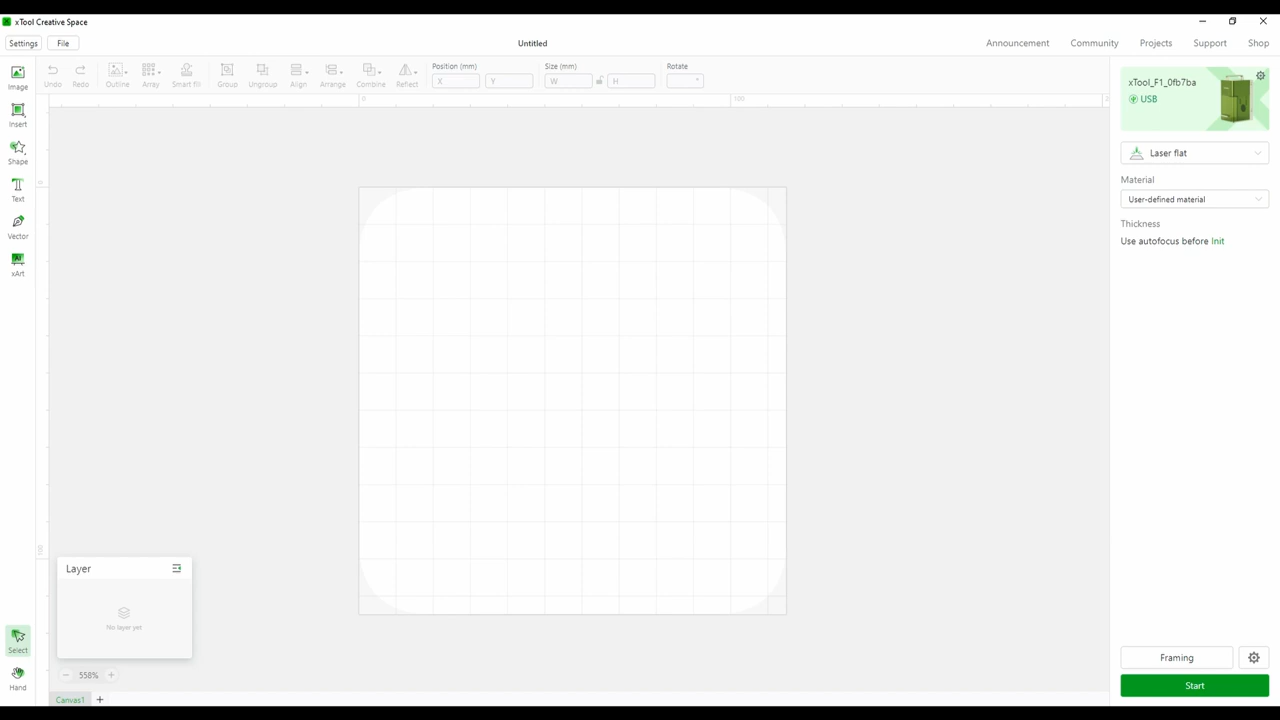 xTool Creative Space
Settings
File
Untitled
Announcement
Community
Projects
Support
Shop
Image
Insert
Shape
Text
Vector
xArt
Select
Hand
Undo
Redo
Outline
Array
Smart fill
Group
Ungroup
Align
Arrange
Combine
Reflect
Position (mm)
X
Y
Size (mm)
W
H
Rotate
°
0
100
0
100
Layer
No layer yet
558%
Canvas1
xTool_F1_0fb7ba
USB
Laser flat
Material
User-defined material
Thickness
Use autofocus before Init
Framing
Start